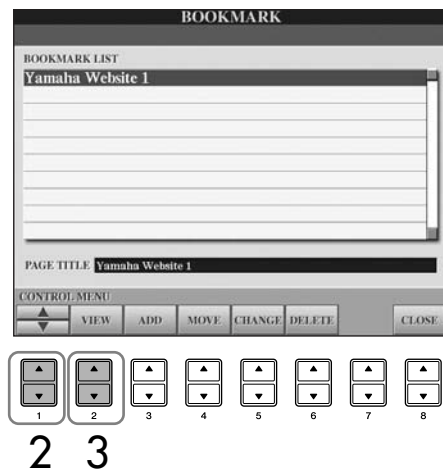 BOOKMARK
BOOKMARK LIST
Yamaha Website 1
PAGE TITLE Yamaha Website 1
CONTROL MENU
VIEW ADD MOVE CHANGE DELETE CLOSE
1 2 3 4 5 6 7 8
2 3